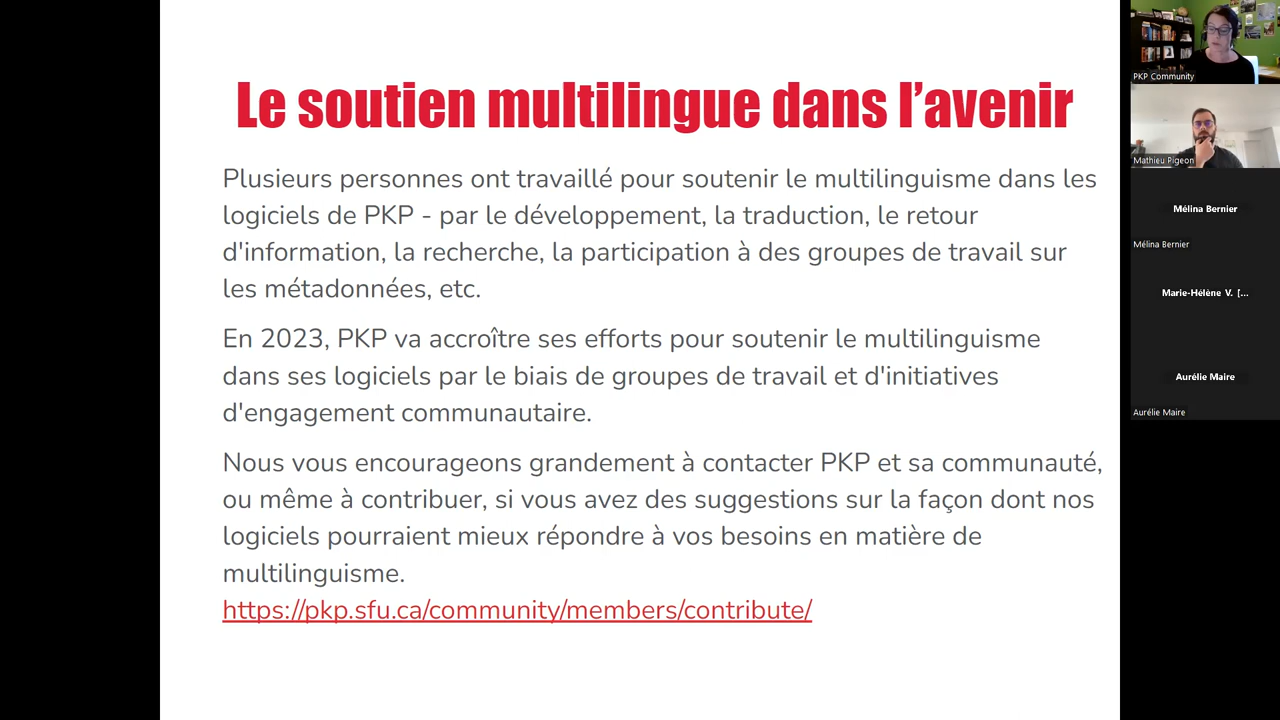 Le soutien multilingue dans l’avenir
Plusieurs personnes ont travaillé pour soutenir le multilinguisme dans les
logiciels de PKP - par le développement, la traduction, le retour
d'information, la recherche, la participation à des groupes de travail sur
les métadonnées, etc.
En 2023, PKP va accroître ses efforts pour soutenir le multilinguisme
dans ses logiciels par le biais de groupes de travail et d'initiatives
d'engagement communautaire.
Nous vous encourageons grandement à contacter PKP et sa communauté,
ou même à contribuer, si vous avez des suggestions sur la façon dont nos
logiciels pourraient mieux répondre à vos besoins en matière de
multilinguisme.
https://pkp.sfu.ca/community/members/contribute/
PKP Community
Mathieu Pigeon
Mélina Bernier
Mélina Bernier
Marie-Hélène V. [...
Aurélie Maire
Aurélie Maire